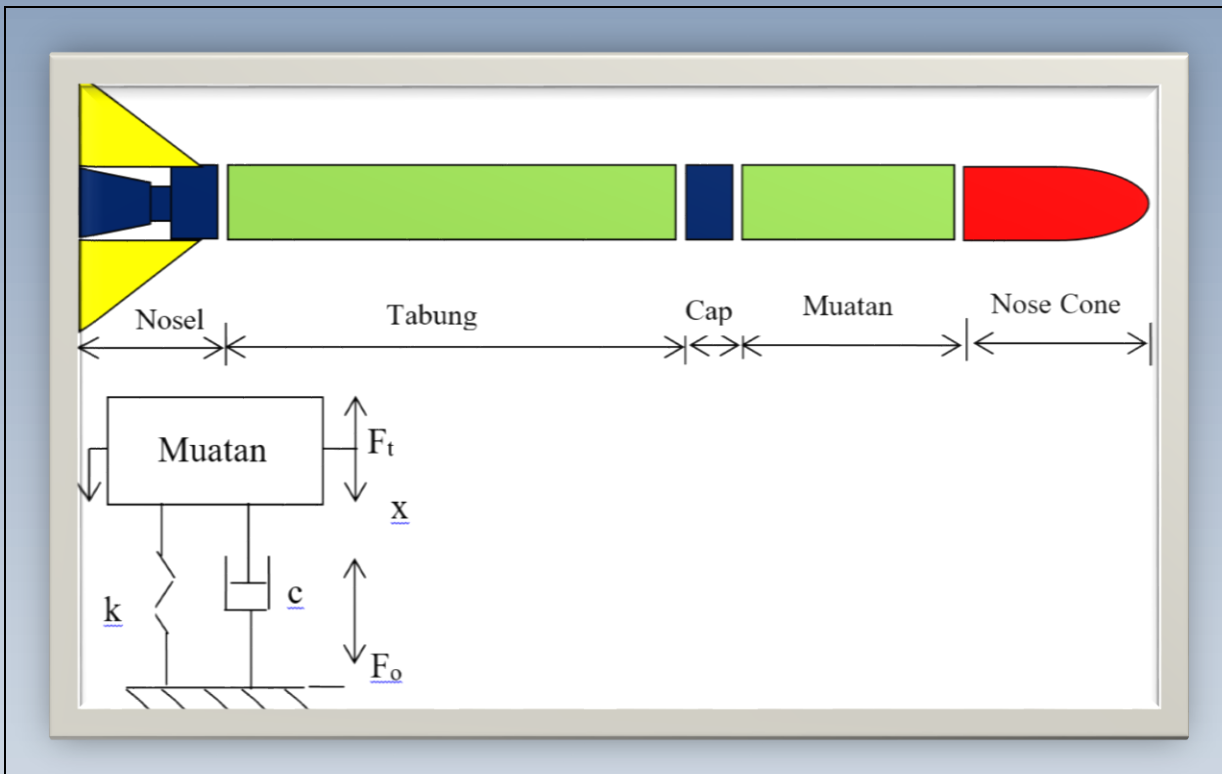 Nosel
Tabung
Cap
Muatan
Nose Cone
Muatan
Ft
x
k
c
Fo